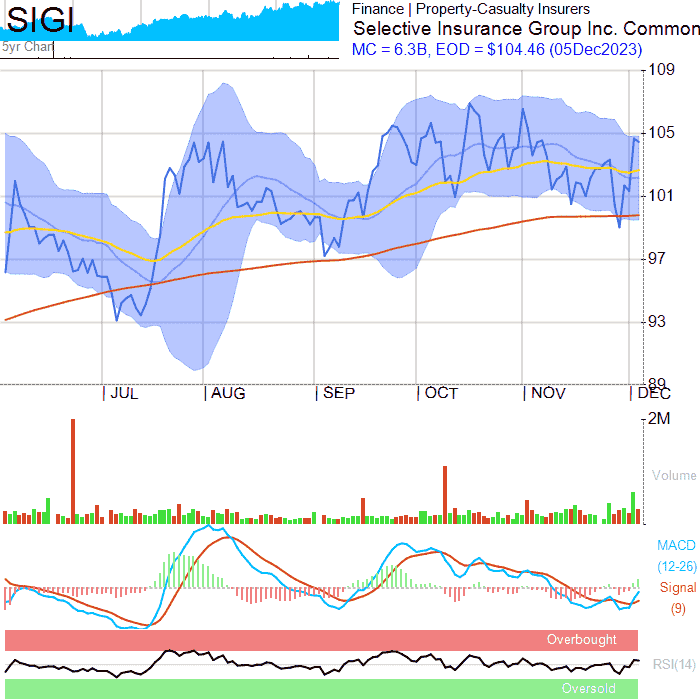 SIGI
5yr Chart
Finance | Property-Casualty Insurers
Selective Insurance Group Inc. Common
MC = 6.3B, EOD = $104.46 (05Dec2023)
109
105
101
97
93
89
JUL AUG SEP OCT NOV DEC
2M
Volume
MACD
(12-26)
Signal
(9)
Overbought
RSI(14)
Oversold